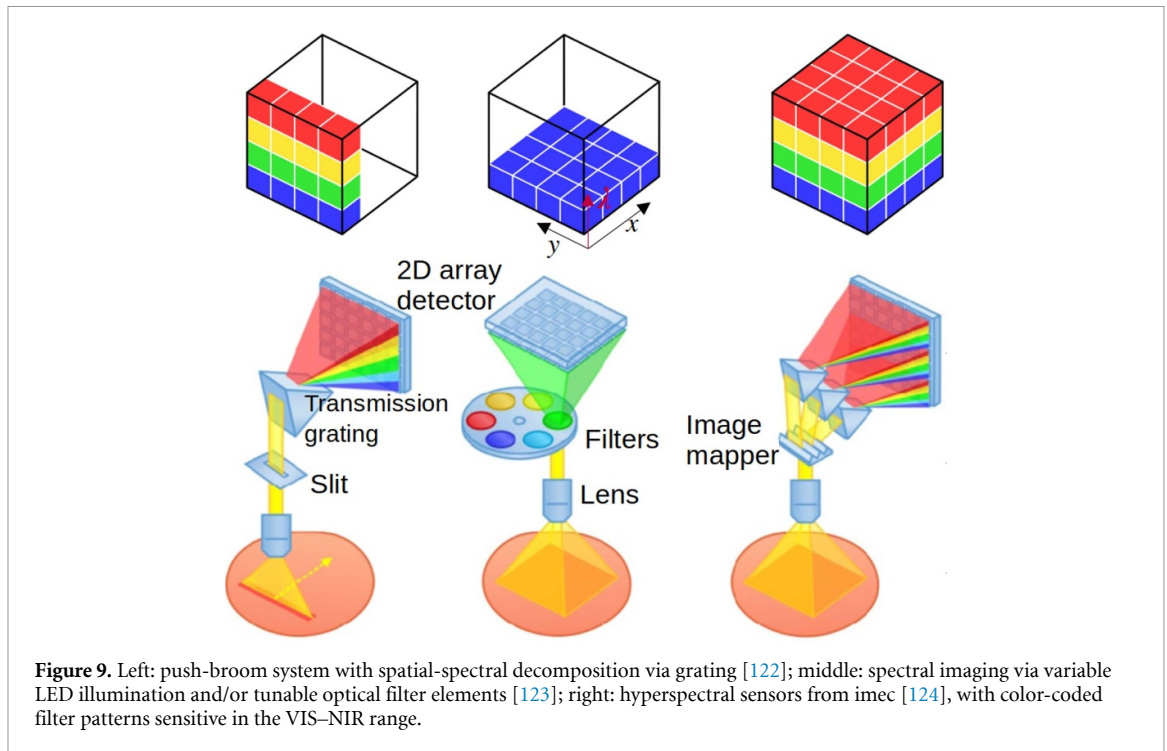 λ
x
y
2D array
detector
Transmission
grating
Filters
Image
mapper
Slit
Lens
Figure 9. Left: push-broom system with spatial-spectral decomposition via grating [122]; middle: spectral imaging via variable
LED illumination and/or tunable optical filter elements [123]; right: hyperspectral sensors from imec [124], with color-coded
filter patterns sensitive in the VIS–NIR range.